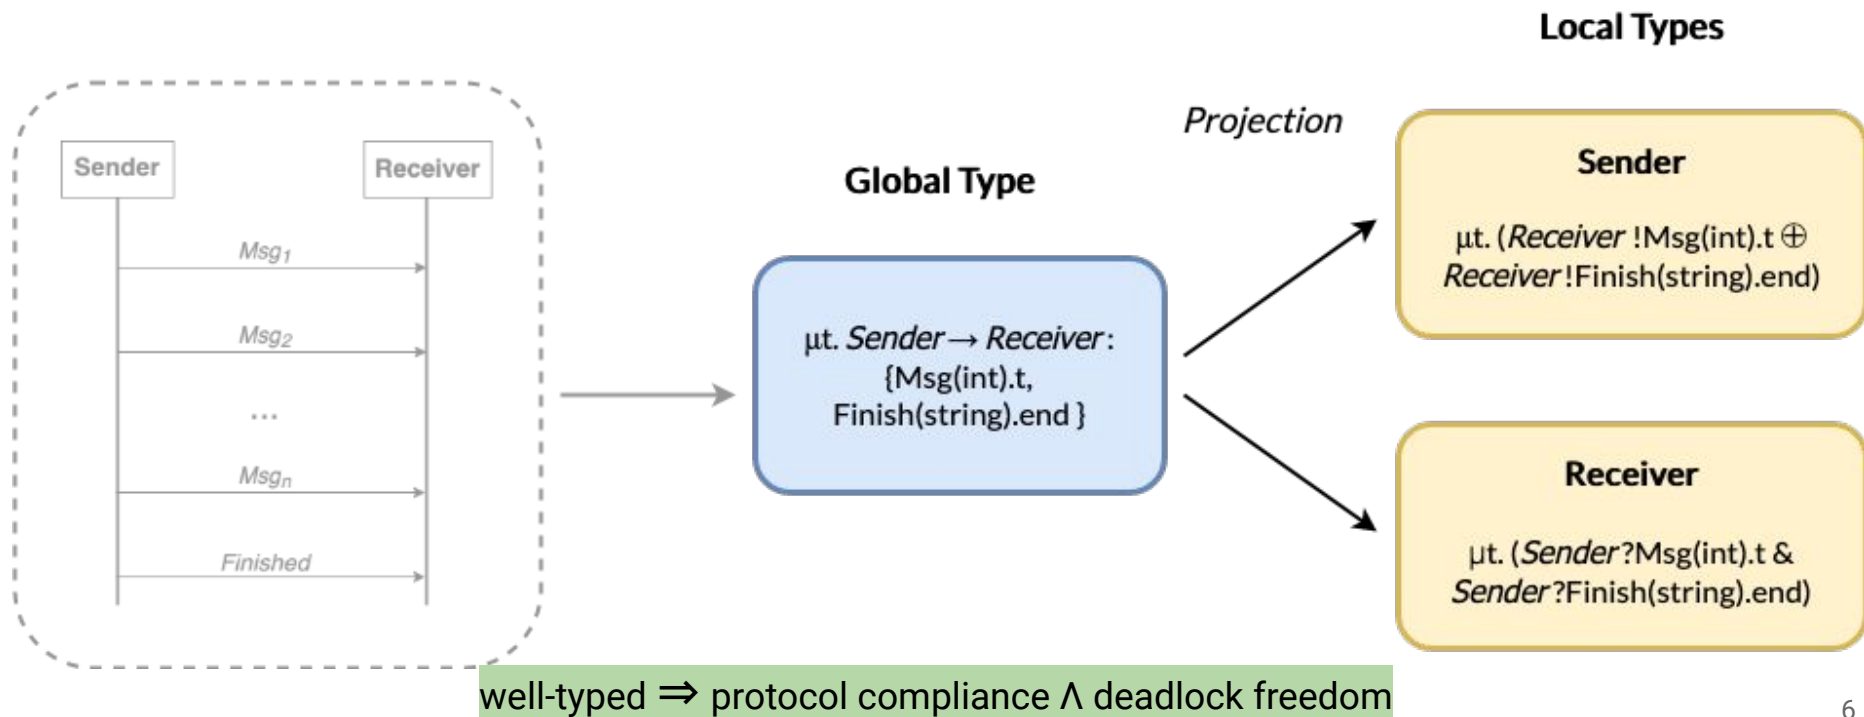 Sender
Receiver
Msg1
Msg2
...
Msgn
Finished
Global Type
μt. Sender → Receiver :
{Msg(int).t,
Finish(string).end }
Projection
Local Types
Sender
μt. (Receiver !Msg(int).t ⊕
Receiver !Finish(string).end)
Receiver
μt. (Sender ?Msg(int).t &
Sender ?Finish(string).end)
well-typed ⇒ protocol compliance Λ deadlock freedom
6